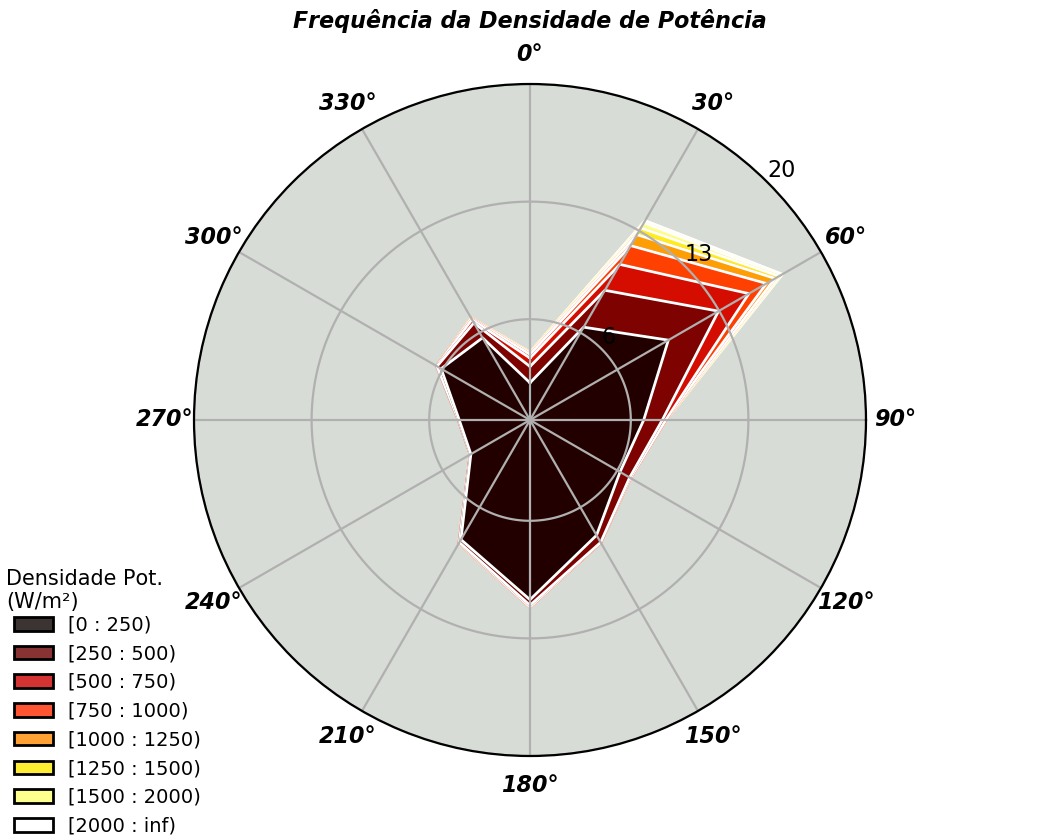 Frequência da Densidade de Potência
0°
330°
30°
20
300°
60°
13
6
270°
90°
240°
120°
210°
150°
180°
Densidade Pot.
(W/m²)
[0 : 250)
[250 : 500)
[500 : 750)
[750 : 1000)
[1000 : 1250)
[1250 : 1500)
[1500 : 2000)
[2000 : inf)